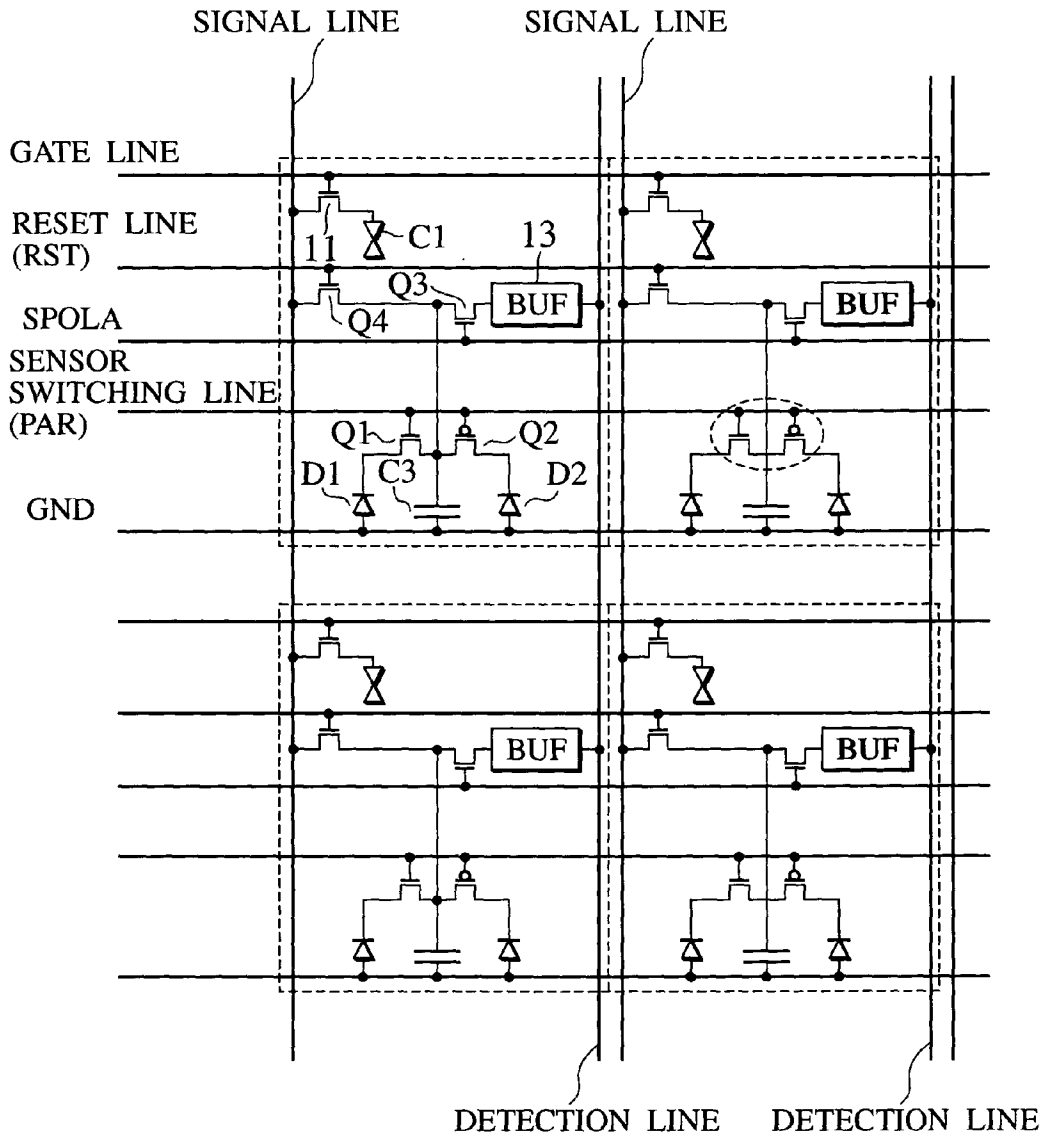 SIGNAL LINE
SIGNAL LINE
GATE LINE
RESET LINE
(RST)
11
C1
13
Q3
BUF
BUF
Q4
SPOLA
SENSOR
SWITCHING LINE
(PAR)
Q1
Q2
D1
C3
D2
GND
BUF
BUF
DETECTION LINE
DETECTION LINE